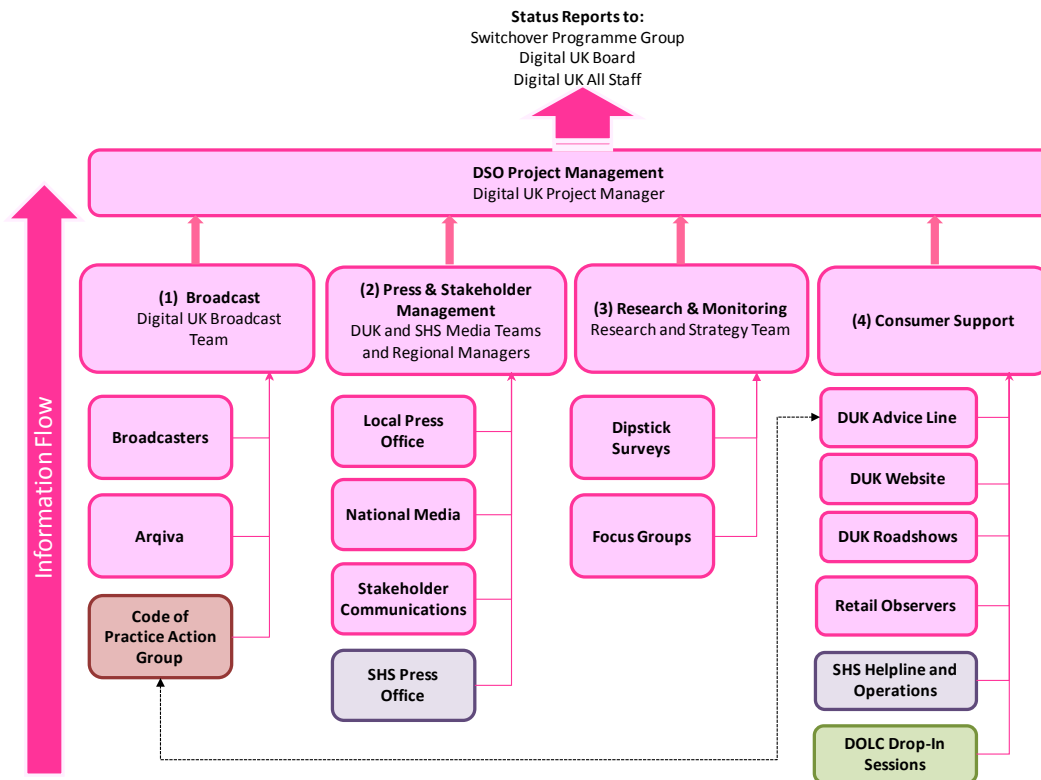 Status Reports to:
Switchover Programme Group
Digital UK Board
Digital UK All Staff
DSO Project Management
Digital UK Project Manager
Information Flow
(1) Broadcast
Digital UK Broadcast
Team
Broadcasters
Arqiva
Code of
Practice Action
Group
(2) Press & Stakeholder
Management
DUK and SHS Media Teams
and Regional Managers
Local Press
Office
National Media
Stakeholder
Communications
SHS Press
Office
(3) Research & Monitoring
Research and Strategy Team
Dipstick
Surveys
Focus Groups
(4) Consumer Support
DUK Advice Line
DUK Website
DUK Roadshows
Retail Observers
SHS Helpline and
Operations
DOLC Drop-In
Sessions